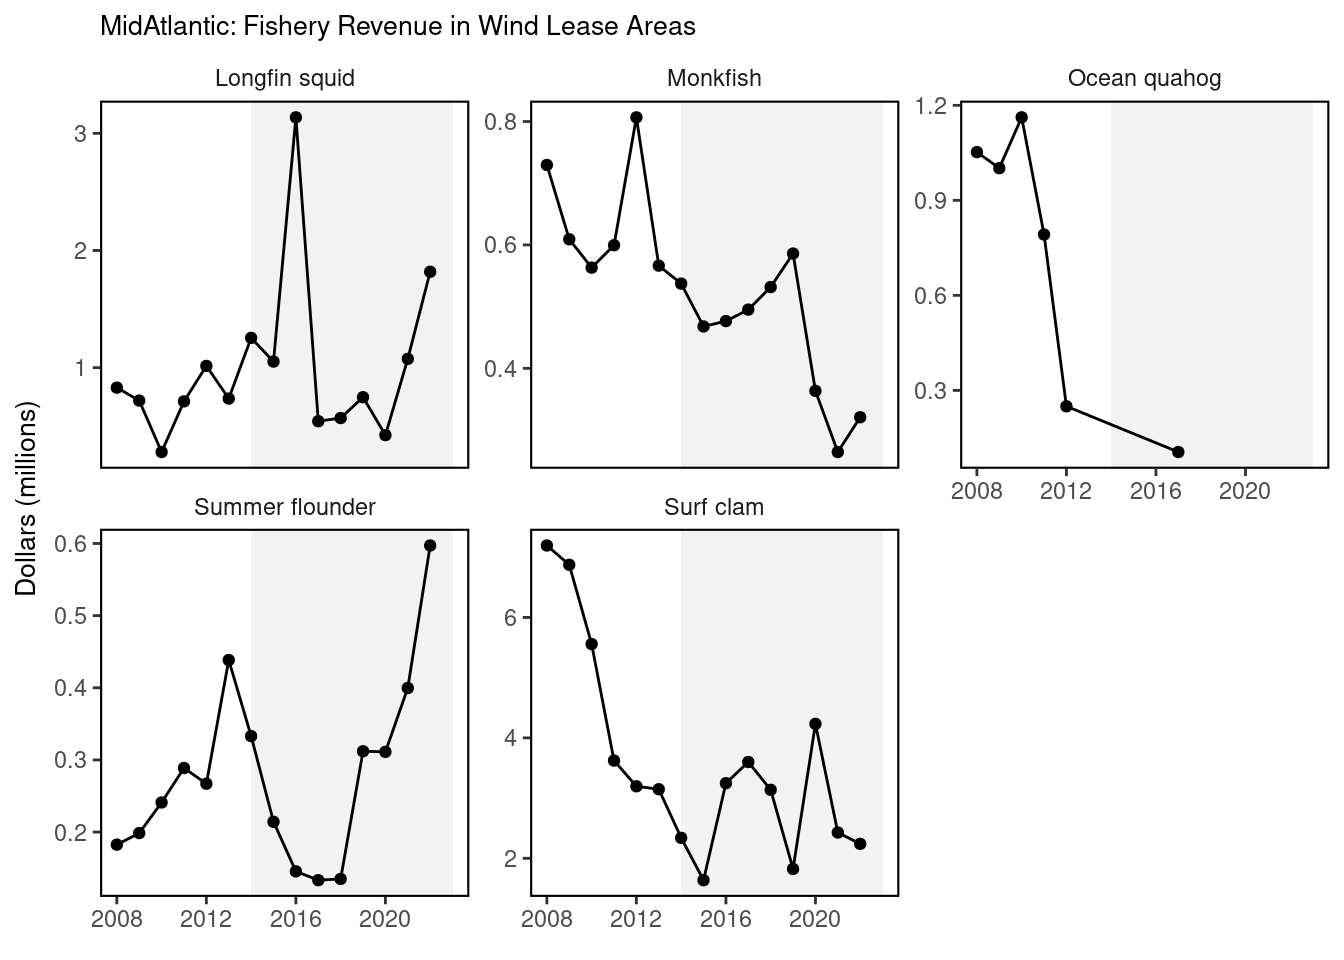 MidAtlantic: Fishery Revenue in Wind Lease Areas
Longfin squid
Monkfish
Ocean quahog
3
2
1
0.8
0.6
0.4
1.2
0.9
0.6
0.3
2008 2012 2016 2020
Dollars (millions)
Summer flounder
Surf clam
0.6
0.5
0.4
0.3
0.2
6
4
2
2008 2012 2016 2020
2008 2012 2016 2020